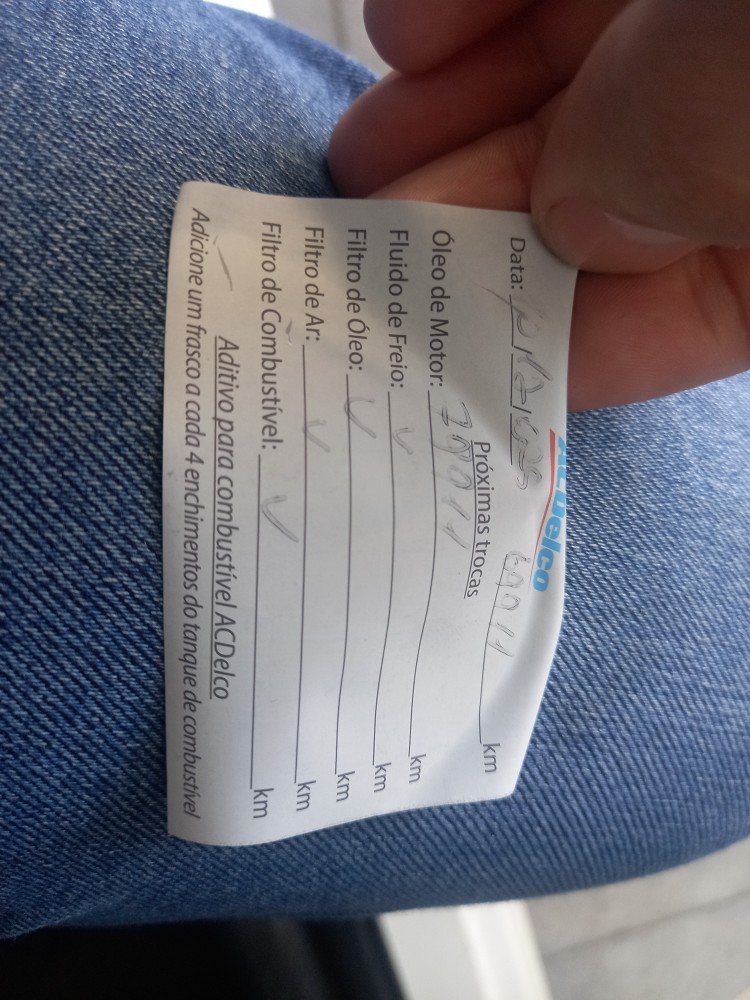 ACDelco
Data: km
Próximas trocas
Óleo de Motor: km
Fluido de Freio: km
Filtro de Óleo: km
Filtro de Ar: km
Filtro de Combustível: km
Aditivo para combustível ACDelco
Adicione um frasco a cada 4 enchimentos do tanque de combustível